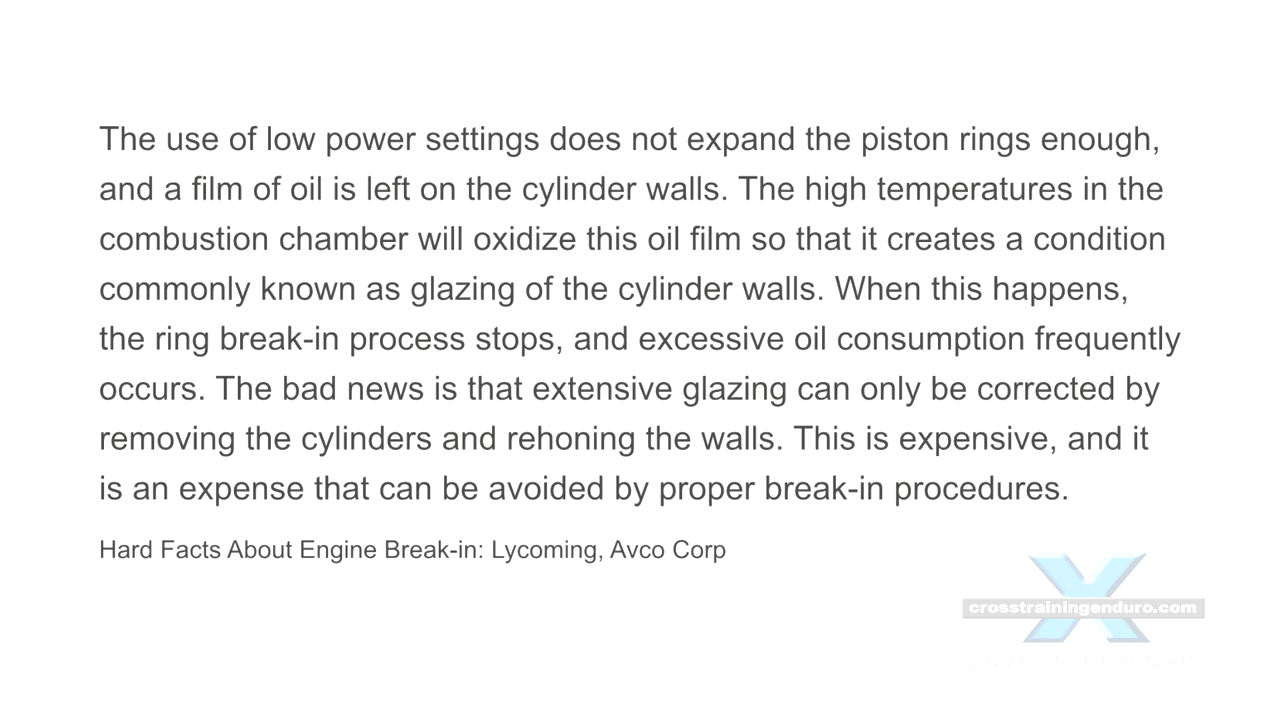 The use of low power settings does not expand the piston rings enough,
and a film of oil is left on the cylinder walls. The high temperatures in the
combustion chamber will oxidize this oil film so that it creates a condition
commonly known as glazing of the cylinder walls. When this happens,
the ring break-in process stops, and excessive oil consumption frequently
occurs. The bad news is that extensive glazing can only be corrected by
removing the cylinders and rehoning the walls. This is expensive, and it
is an expense that can be avoided by proper break-in procedures.
Hard Facts About Engine Break-in: Lycoming, Avco Corp
X
crosstrainingenduro.com